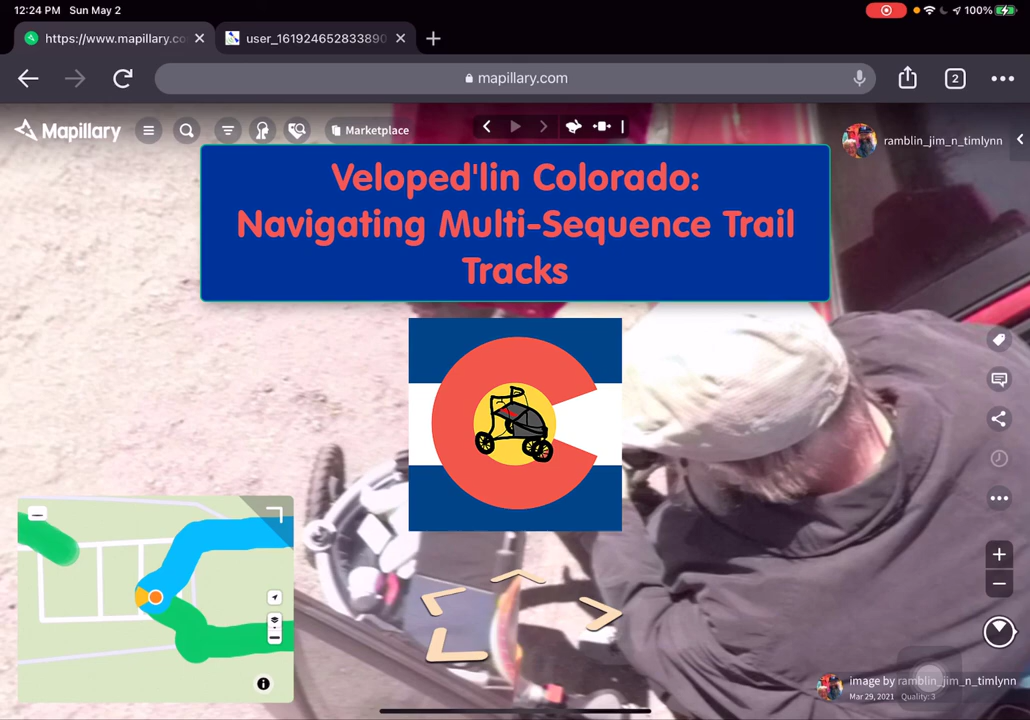 12:24 PM Sun May 2
100%
https://www.mapillary.co
user_161924652833890
mapillary.com
2
Mapillary
Marketplace
ramblin_jim_n_timlynn
Veloped'lin Colorado:
Navigating Multi-Sequence Trail
Tracks
image by ramblin_jim_n_timlynn
Mar 29, 2021 Quality: 3